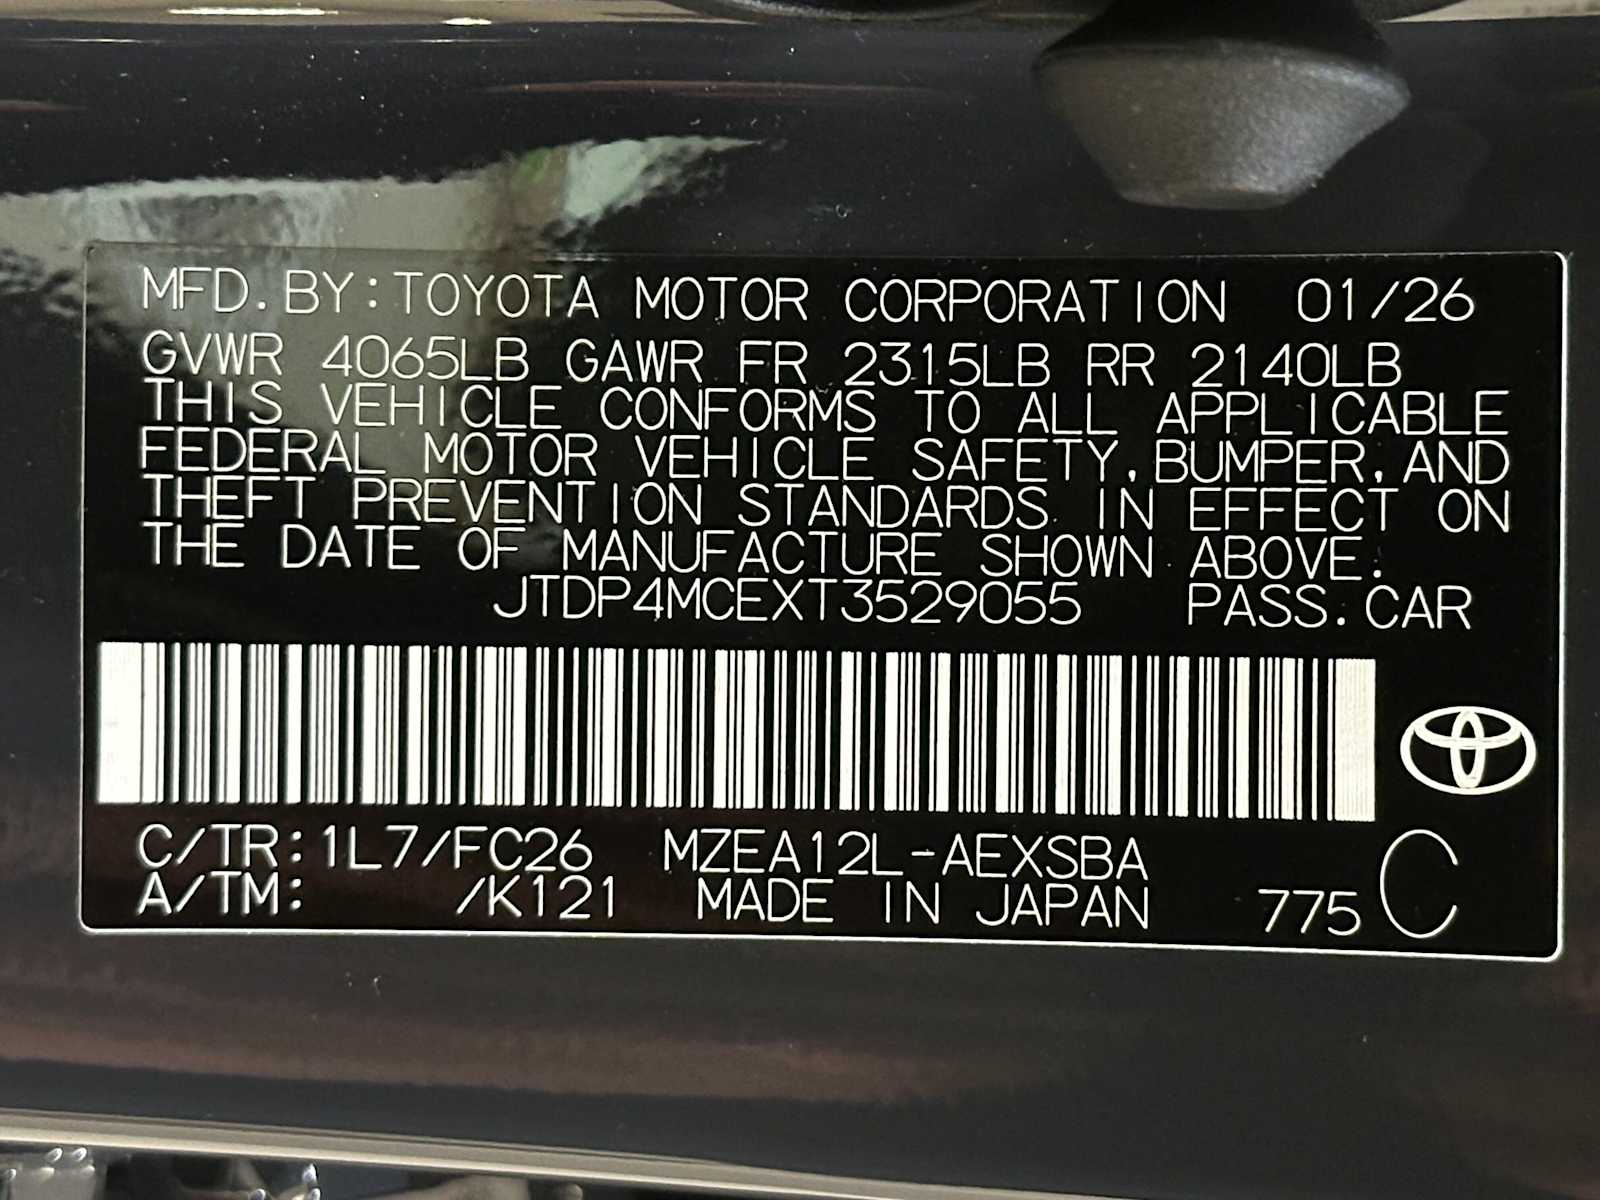 MFD. BY: TOYOTA MOTOR CORPORATION 01/26
GVWR 4065LB GAWR FR 2315LB RR 2140LB
THIS VEHICLE CONFORMS TO ALL APPLICABLE
FEDERAL MOTOR VEHICLE SAFETY, BUMPER, AND
THEFT PREVENTION STANDARDS IN EFFECT ON
THE DATE OF MANUFACTURE SHOWN ABOVE.
JTDP4MCEXT3529055 PASS. CAR
C/TR: 1L7/FC26 MZEA12L-AEXSBA
A/TM: /K121 MADE IN JAPAN 775 C